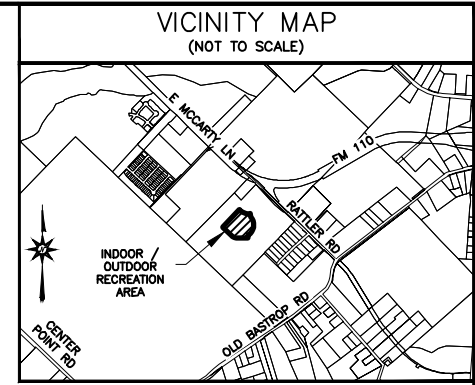 VICINITY MAP
(NOT TO SCALE)
E MCCARTY LN
FM 110
RATTLER RD
INDOOR /
OUTDOOR
RECREATION
AREA
OLD BASTROP RD
CENTER
POINT RD